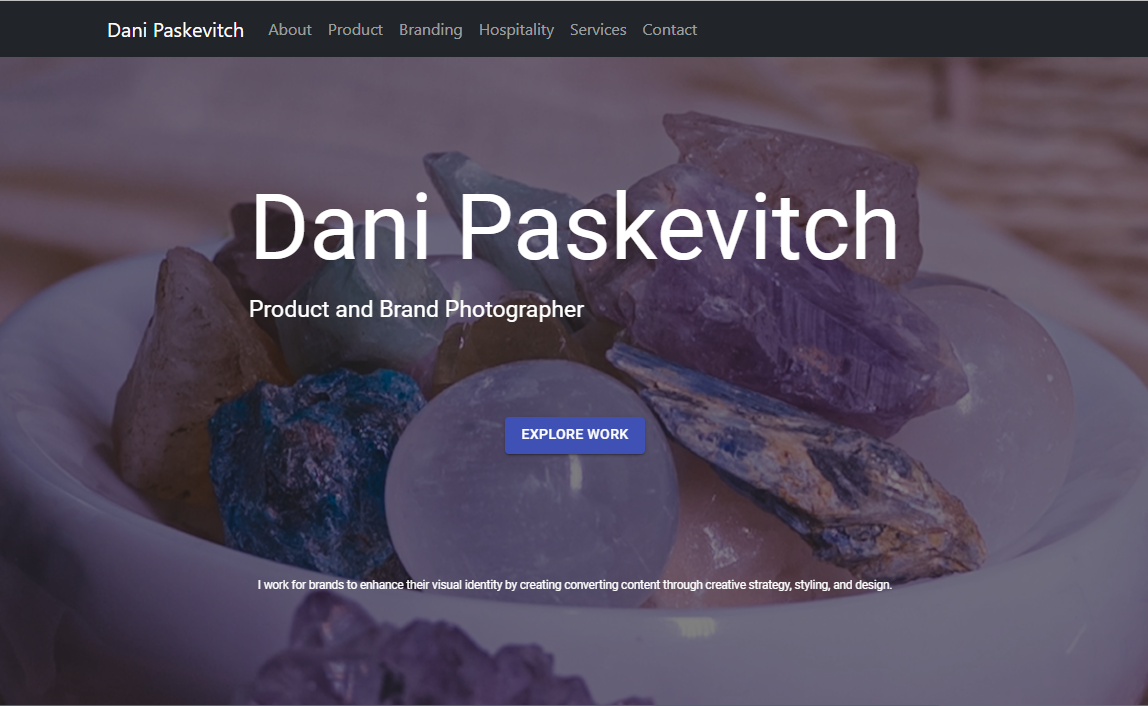 Dani Paskevitch About Product Branding Hospitality Services Contact
Dani Paskevitch
Product and Brand Photographer
EXPLORE WORK
I work for brands to enhance their visual identity by creating converting content through creative strategy, styling, and design.